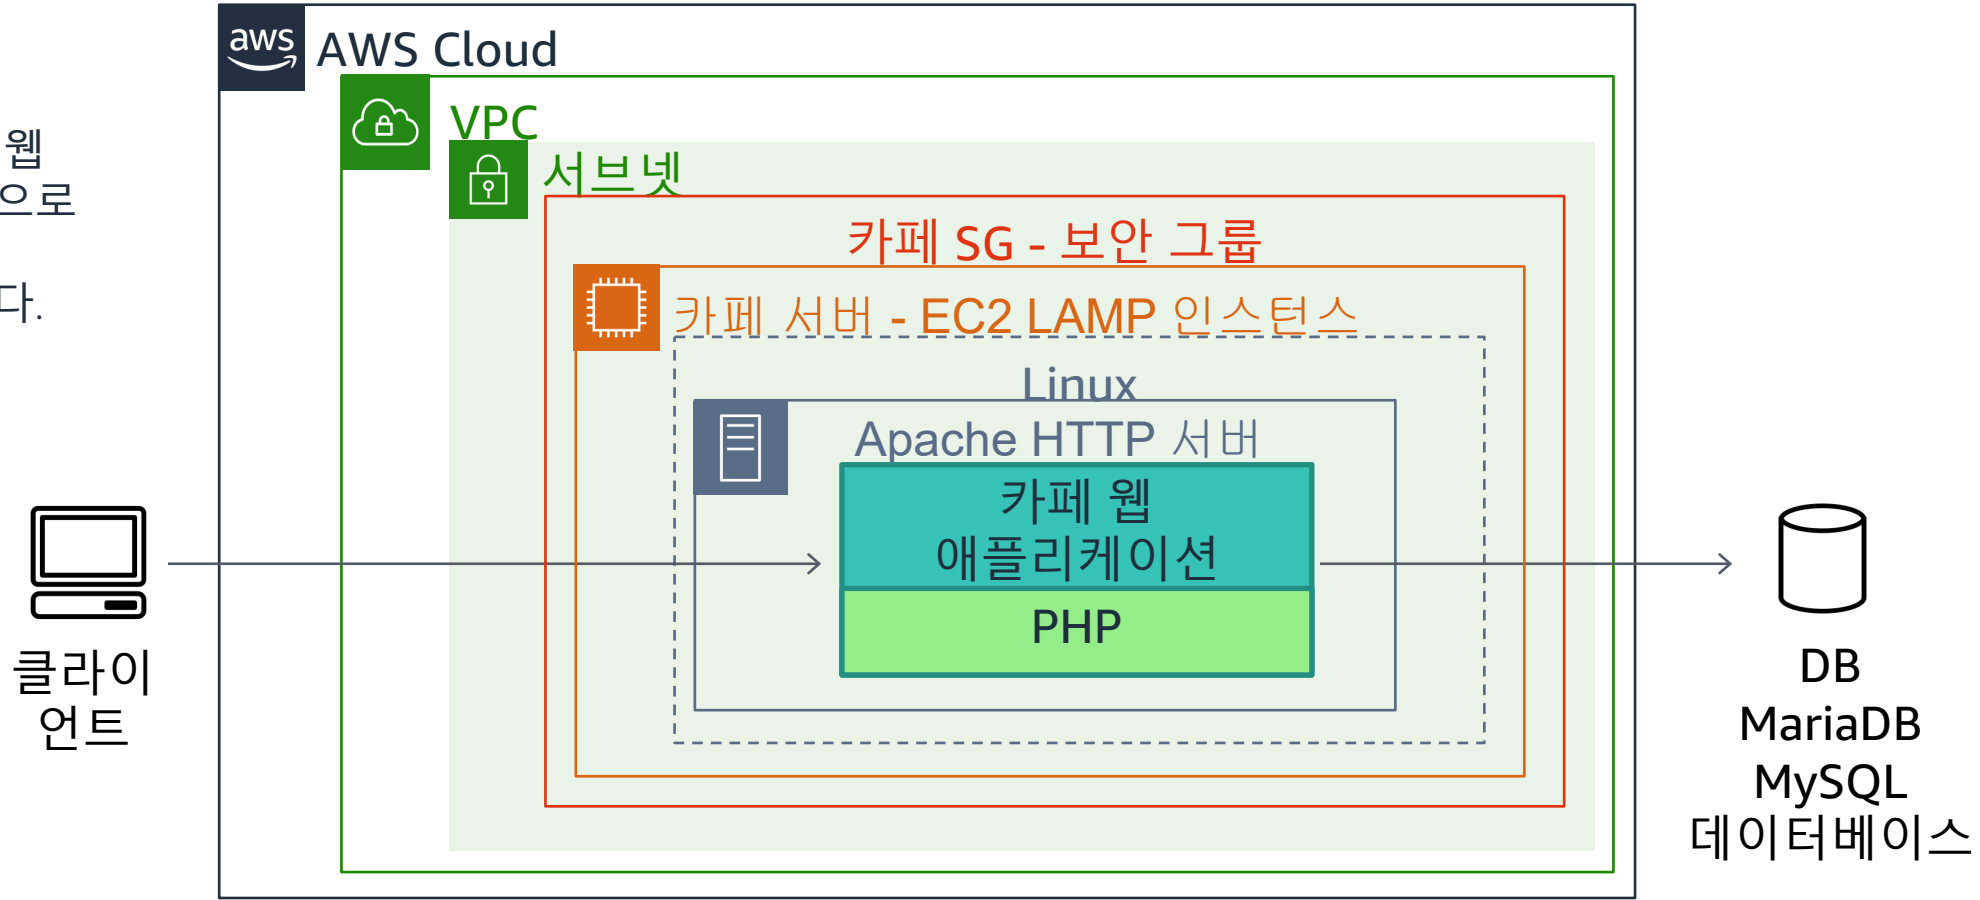 aws
AWS Cloud
VPC
웹
으로
다.
서브넷
카페 SG - 보안 그룹
카페 서버 - EC2 LAMP 인스턴스
Linux
Apache HTTP 서버
카페 웹
애플리케이션
PHP
클라이
언트
DB
MariaDB
MySQL
데이터베이스